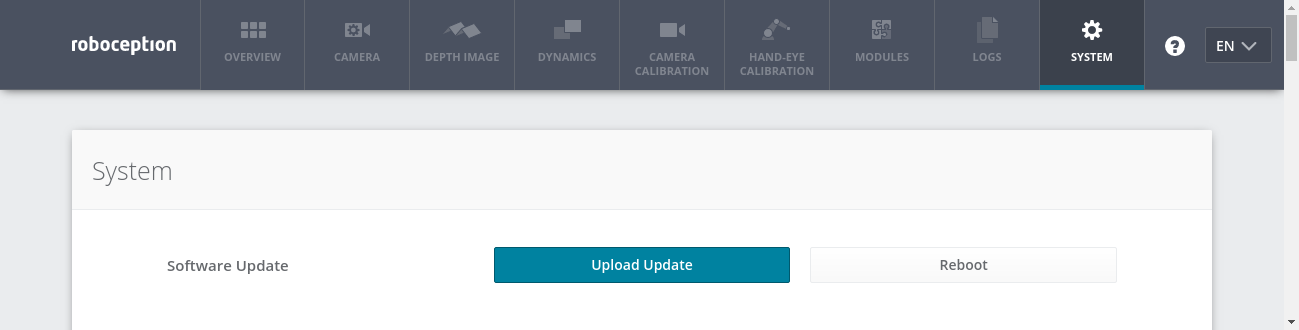 roboception
OVERVIEW
CAMERA
DEPTH IMAGE
DYNAMICS
CAMERA
CALIBRATION
HAND-EYE
CALIBRATION
MODULES
LOGS
SYSTEM
?
EN
System
Software Update
Upload Update
Reboot